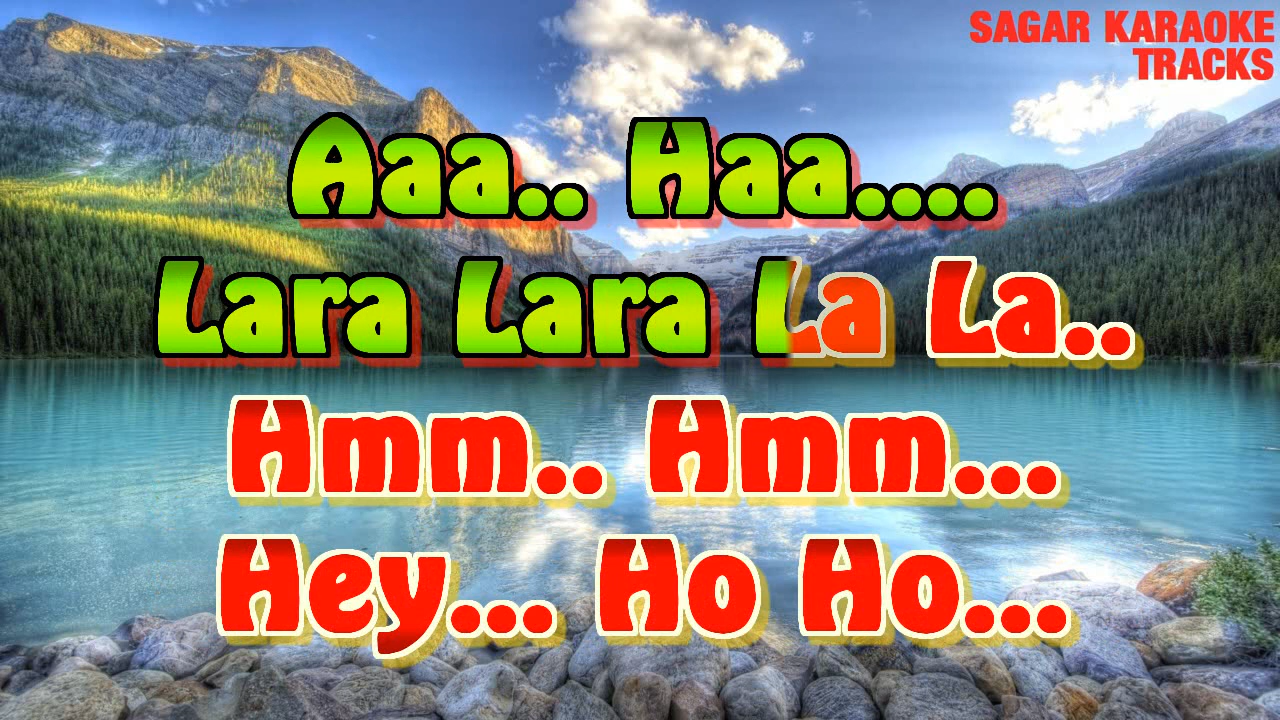 SAGAR KARAOKE
TRACKS
Aaa.. Haa....
Lara Lara La La..
Hmm.. Hmm...
Hey... Ho Ho...